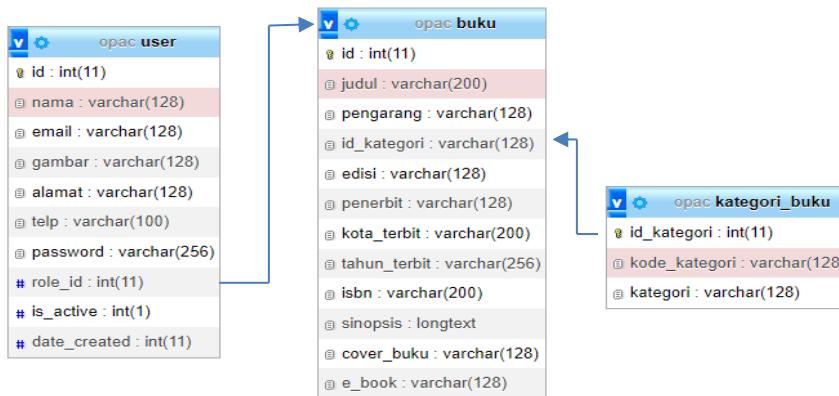 opac user
id : int(11)
nama : varchar(128)
email : varchar(128)
gambar : varchar(128)
alamat : varchar(128)
telp : varchar(100)
password : varchar(256)
# role_id : int(11)
# is_active : int(1)
# date_created : int(11)
opac buku
id : int(11)
judul : varchar(200)
pengarang : varchar(128)
id_kategori : varchar(128)
edisi : varchar(128)
penerbit : varchar(128)
kota_terbit : varchar(200)
tahun_terbit : varchar(256)
isbn : varchar(200)
sinopsis : longtext
cover_buku : varchar(128)
e_book : varchar(128)
opac kategori_buku
id_kategori : int(11)
kode_kategori : varchar(128
kategori : varchar(128)